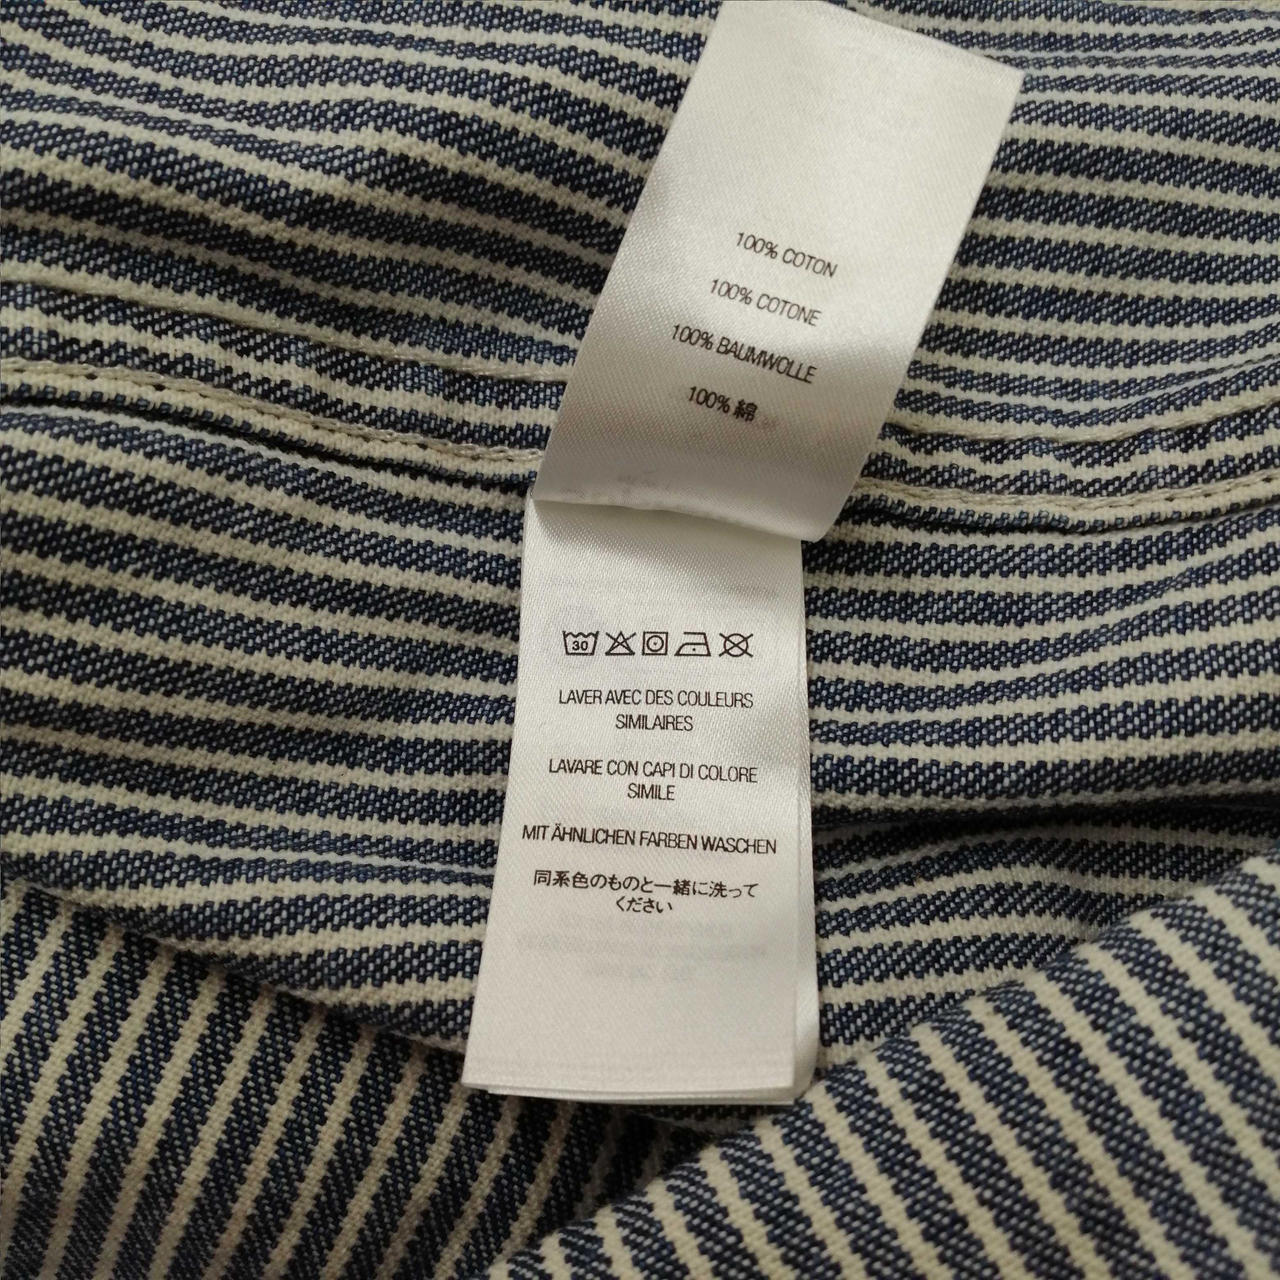 100% COTON
100% COTONE
100% BAUMWOLLE
100% 綿
30
LAVER AVEC DES COULEURS
SIMILAIRES
LAVARE CON CAPI DI COLORE
SIMILE
MIT ÄHNLICHEN FARBEN WASCHEN
同系色のものと一緒に洗って
ください